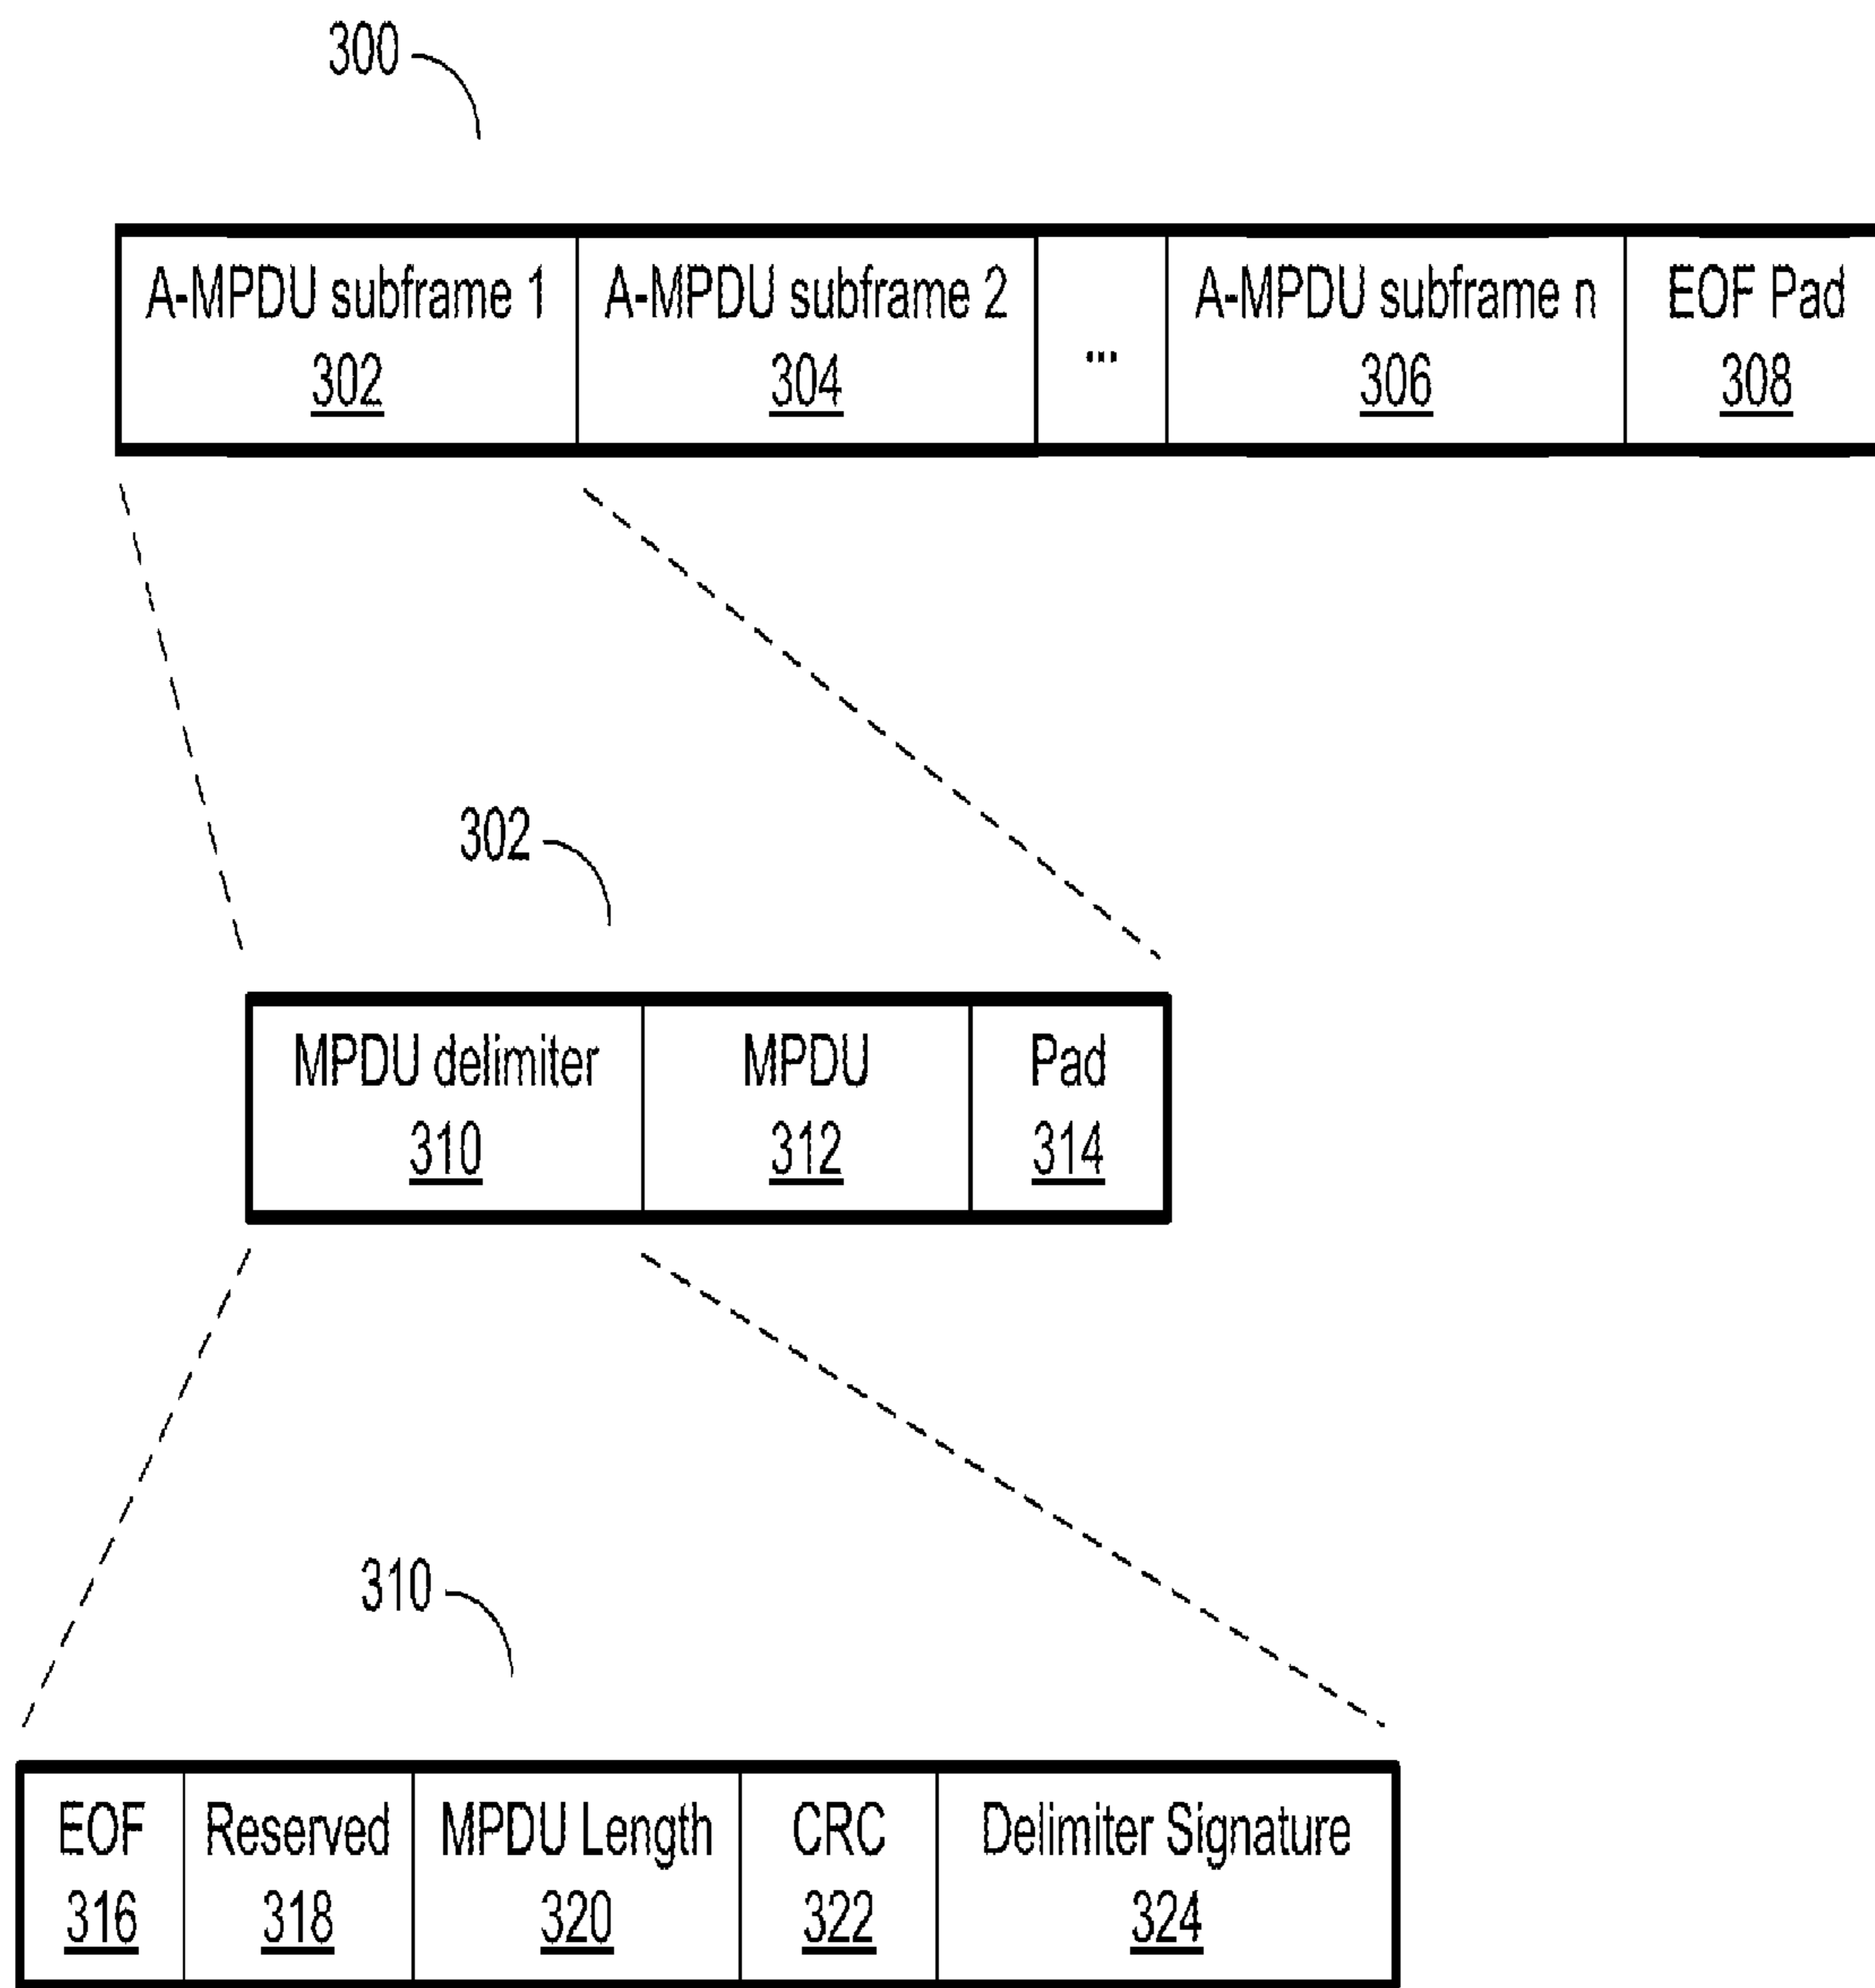 300
A-MPDU subframe 1 A-MPDU subframe 2 ... A-MPDU subframe n EOF Pad
302 304 306 308
302
MPDU delimiter MPDU Pad
310 312 314
310
EOF Reserved MPDU Length CRC Delimiter Signature
316 318 320 322 324